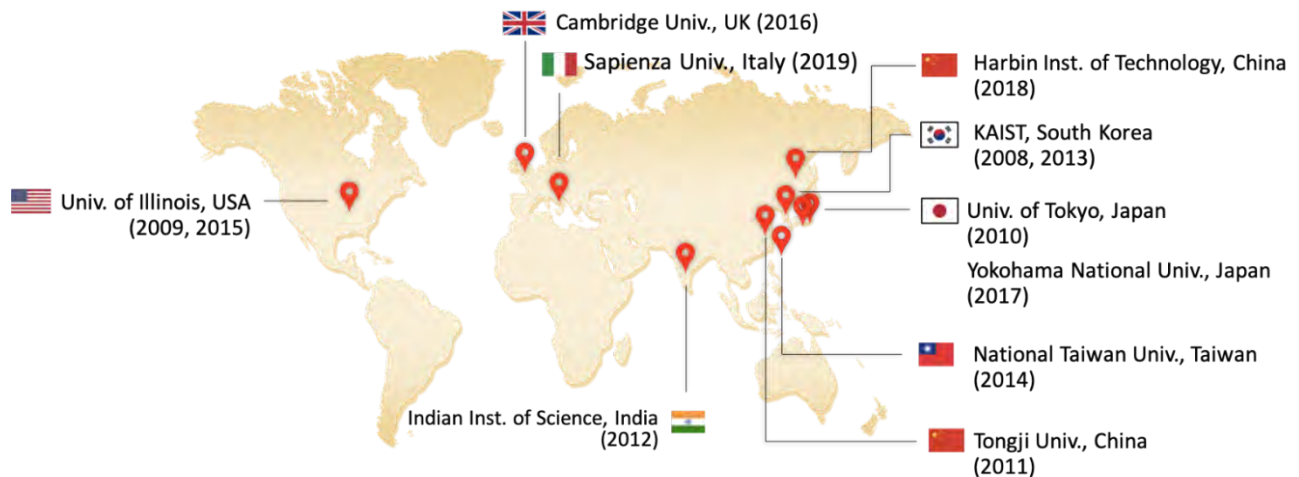 Cambridge Univ., UK (2016)
Sapienza Univ., Italy (2019)
Harbin Inst. of Technology, China
(2018)
KAIST, South Korea
(2008, 2013)
Univ. of Illinois, USA
(2009, 2015)
Univ. of Tokyo, Japan
(2010)
Yokohama National Univ., Japan
(2017)
National Taiwan Univ., Taiwan
(2014)
Indian Inst. of Science, India
(2012)
Tongji Univ., China
(2011)